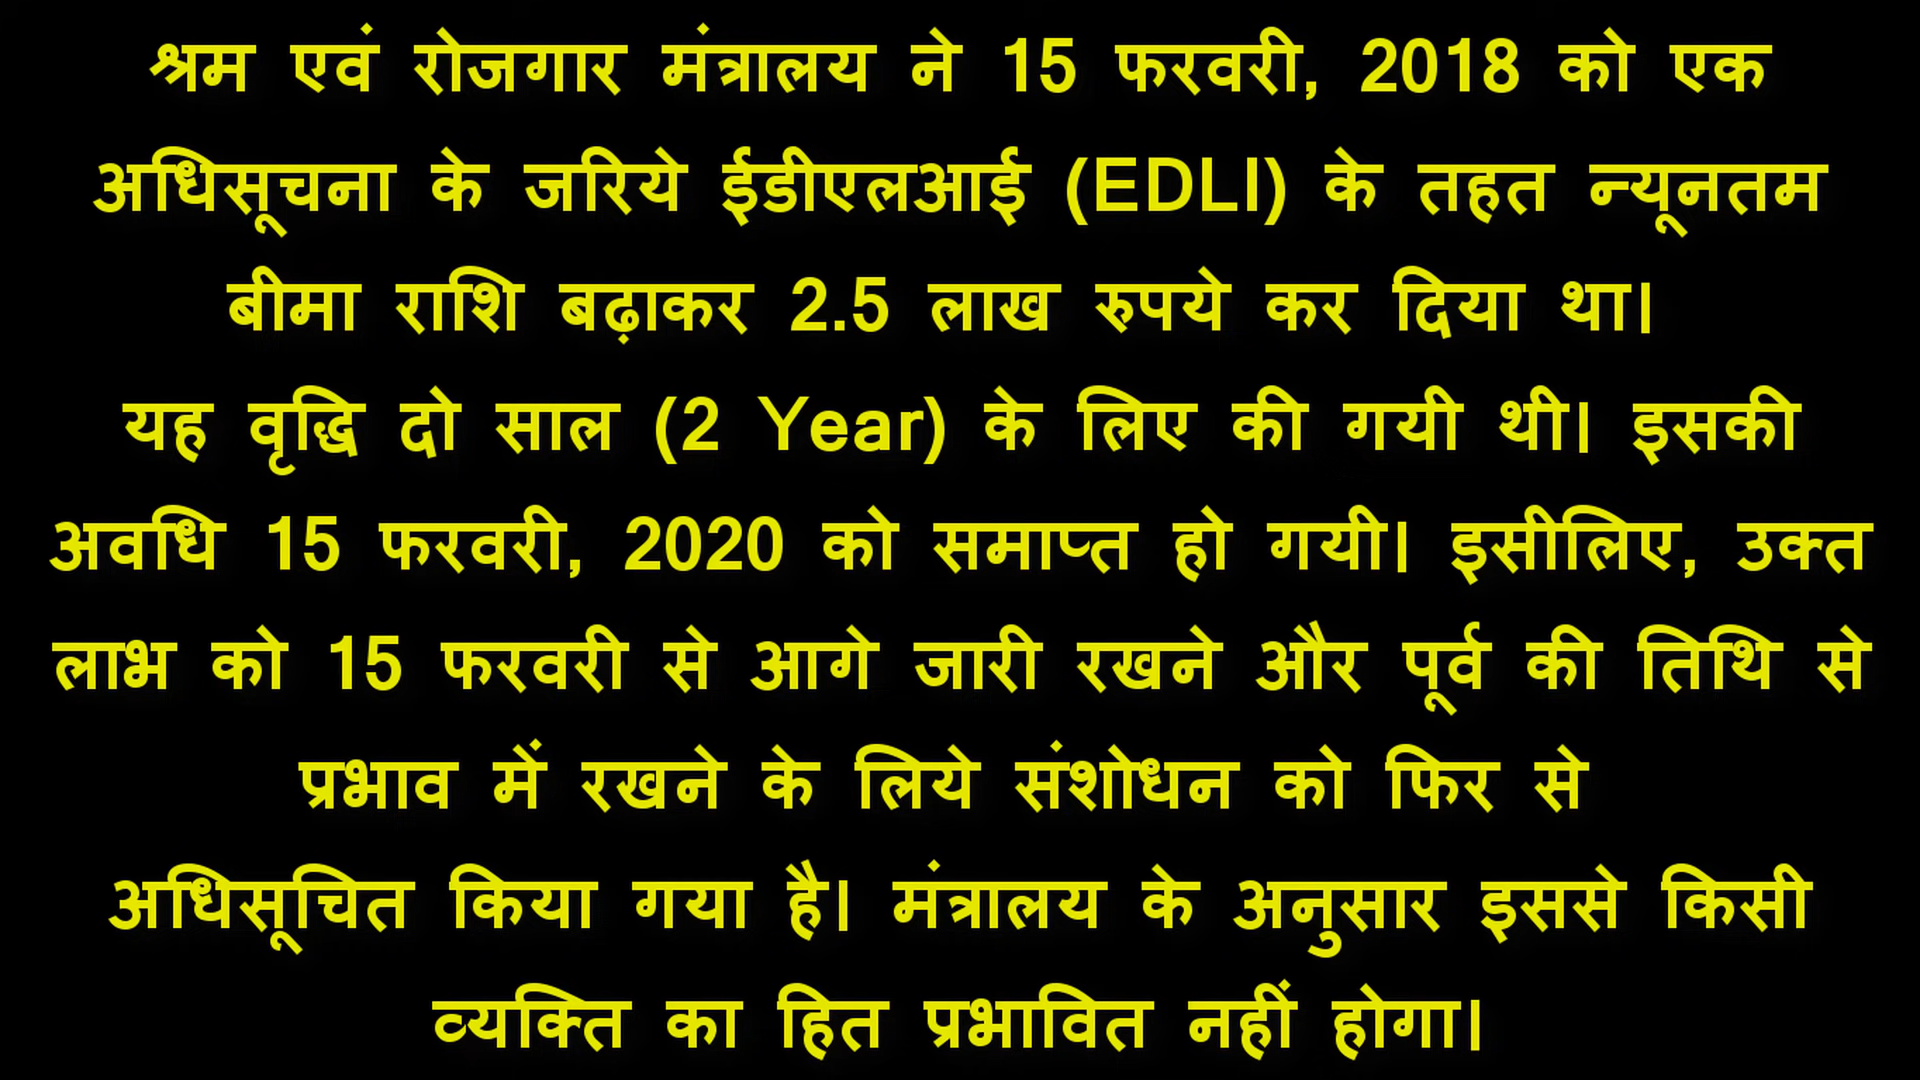 श्रम एवं रोजगार मंत्रालय ने 15 फरवरी, 2018 को एक
अधिसूचना के जरिये ईडीएलआई (EDLI) के तहत न्यूनतम
बीमा राशि बढ़ाकर 2.5 लाख रुपये कर दिया था।
यह वृद्धि दो साल (2 Year) के लिए की गयी थी। इसकी
अवधि 15 फरवरी, 2020 को समाप्त हो गयी। इसीलिए, उक्त
लाभ को 15 फरवरी से आगे जारी रखने और पूर्व की तिथि से
प्रभाव में रखने के लिये संशोधन को फिर से
अधिसूचित किया गया है। मंत्रालय के अनुसार इससे किसी
व्यक्ति का हित प्रभावित नहीं होगा।